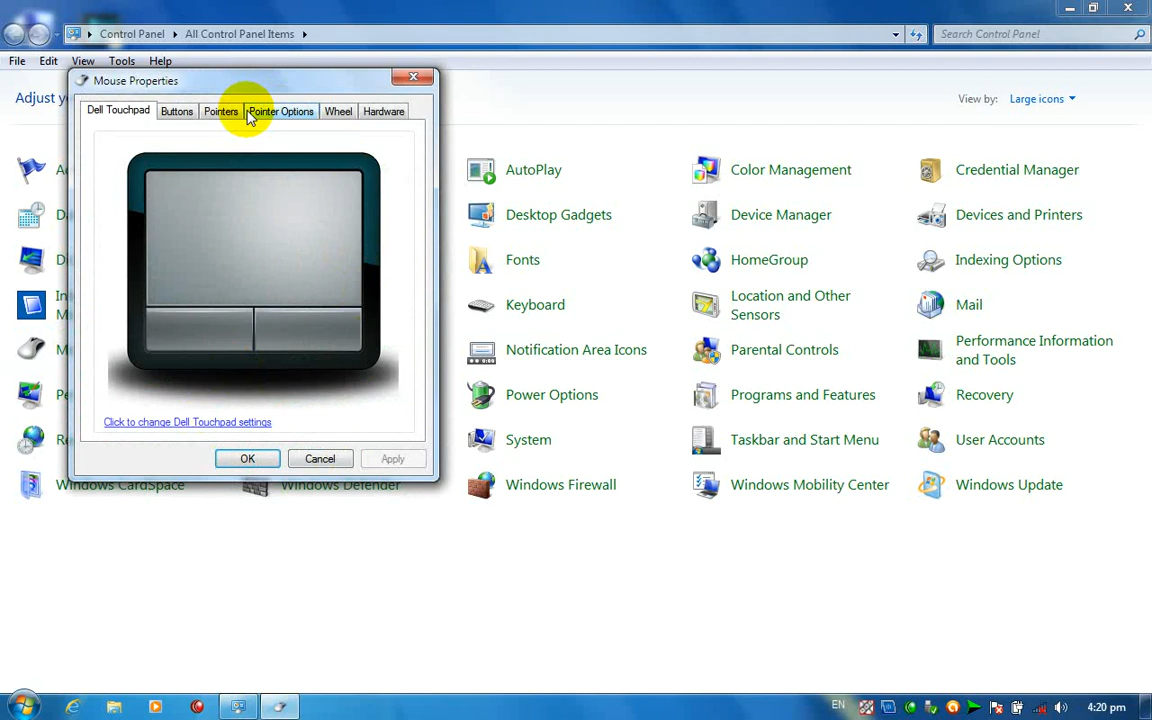 Control Panel All Control Panel Items
Search Control Panel
File Edit View Tools Help
Mouse Properties
Adjust
View by: Large icons
Dell Touchpad Buttons Pointers Pointer Options Wheel Hardware
AutoPlay Color Management Credential Manager
Desktop Gadgets Device Manager Devices and Printers
Fonts HomeGroup Indexing Options
Keyboard Location and Other Sensors Mail
Notification Area Icons Parental Controls Performance Information and Tools
Power Options Programs and Features Recovery
Click to change Dell Touchpad settings
System Taskbar and Start Menu User Accounts
OK Cancel Apply
Windows CardSpace Windows Defender Windows Firewall Windows Mobility Center Windows Update
EN 4:20 pm